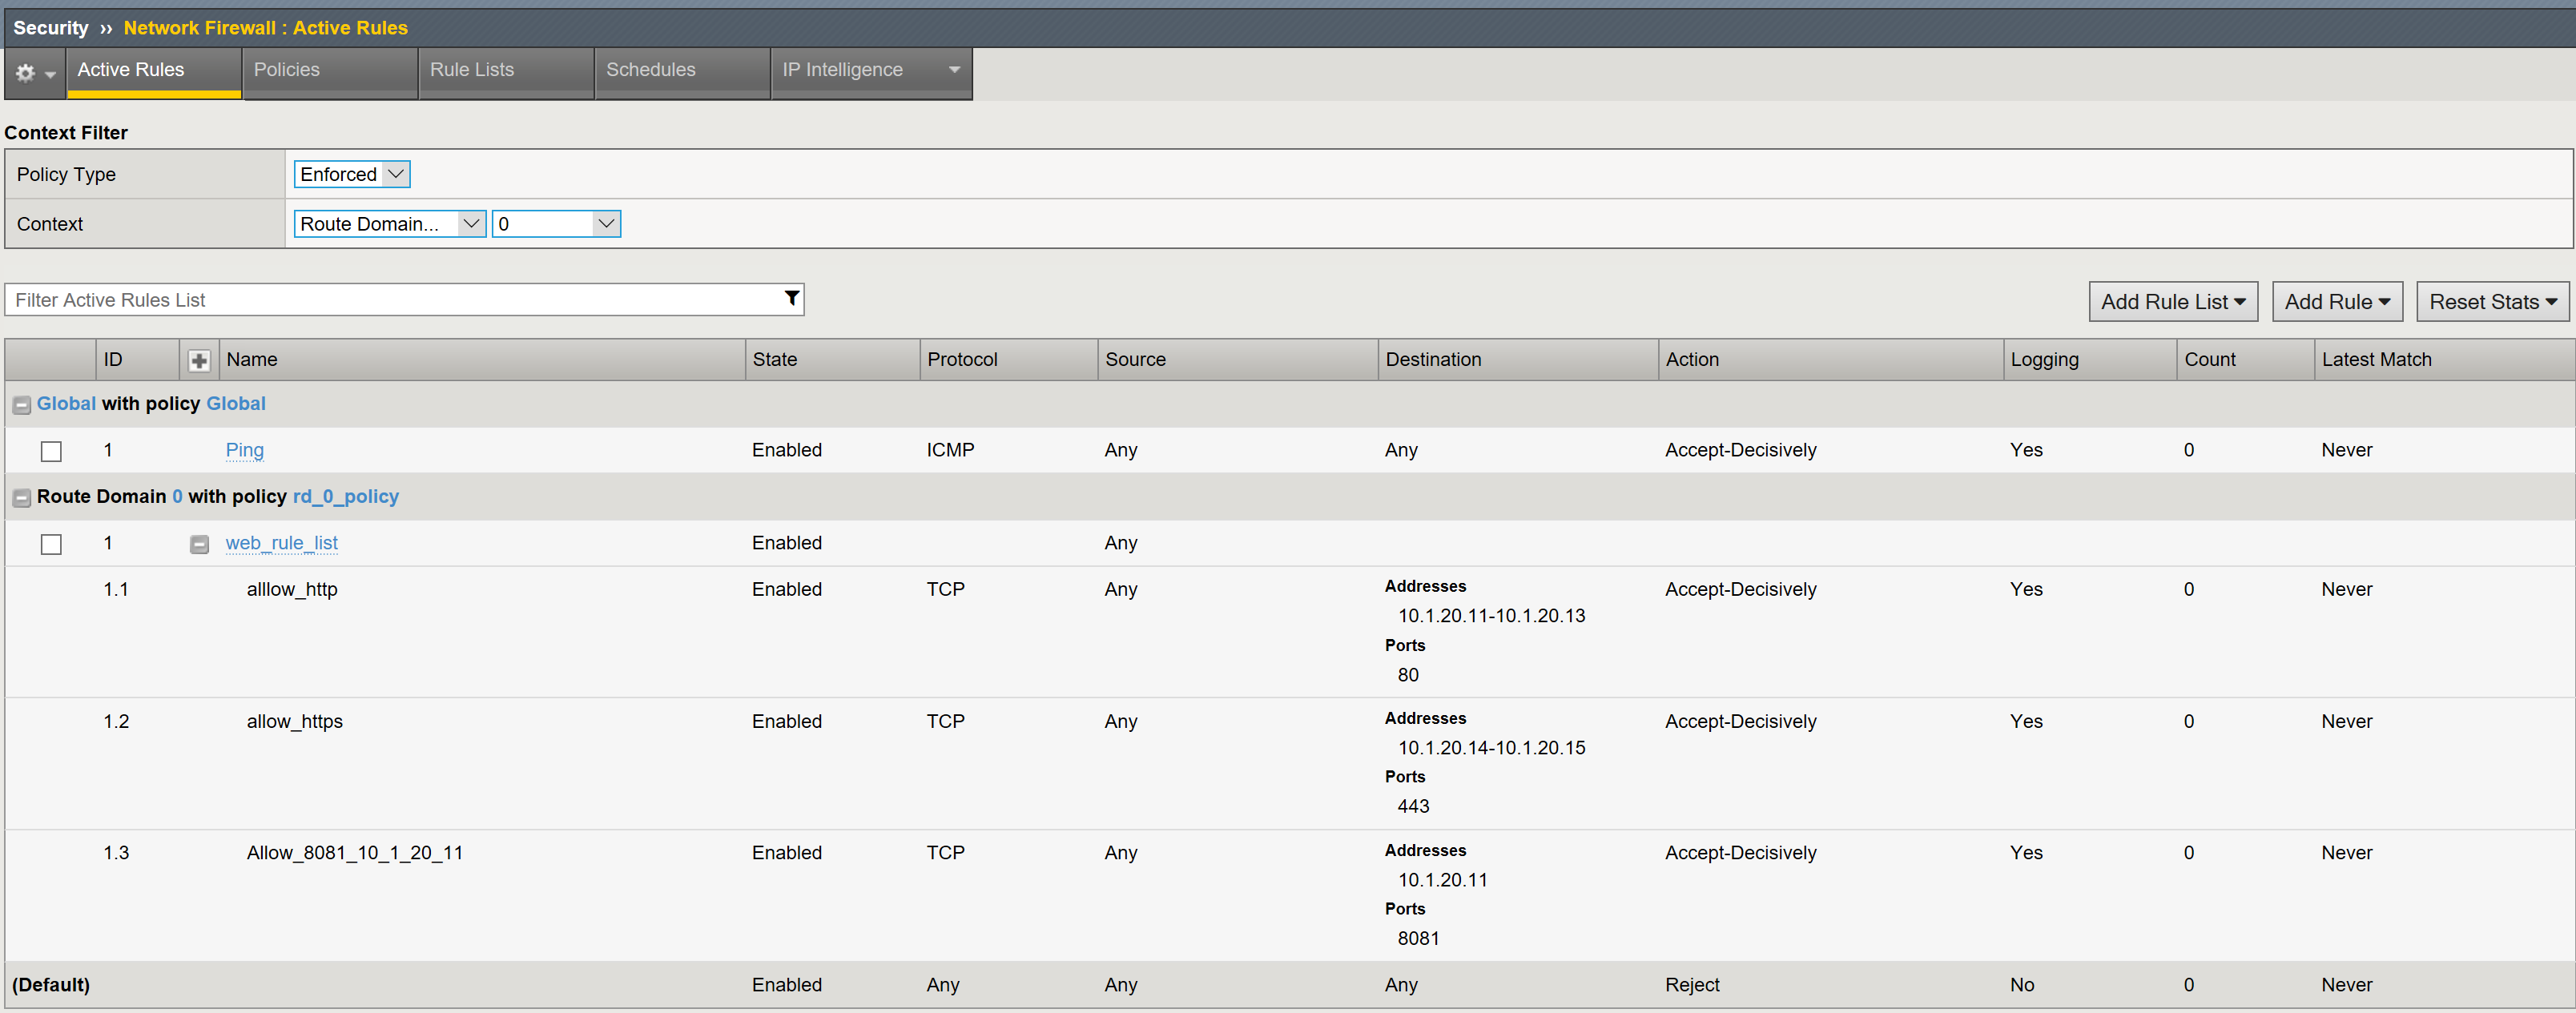 Security ›› Network Firewall : Active Rules
Active Rules Policies Rule Lists Schedules IP Intelligence
Context Filter
Policy Type Enforced
Context Route Domain... 0
Filter Active Rules List Add Rule List Add Rule Reset Stats
ID Name State Protocol Source Destination Action Logging Count Latest Match
Global with policy Global
1 Ping Enabled ICMP Any Any Accept-Decisively Yes 0 Never
Route Domain 0 with policy rd_0_policy
1 web_rule_list Enabled Any
1.1 alllow_http Enabled TCP Any Addresses Accept-Decisively Yes 0 Never
10.1.20.11-10.1.20.13
Ports
80
1.2 allow_https Enabled TCP Any Addresses Accept-Decisively Yes 0 Never
10.1.20.14-10.1.20.15
Ports
443
1.3 Allow_8081_10_1_20_11 Enabled TCP Any Addresses Accept-Decisively Yes 0 Never
10.1.20.11
Ports
8081
(Default) Enabled Any Any Any Reject No 0 Never